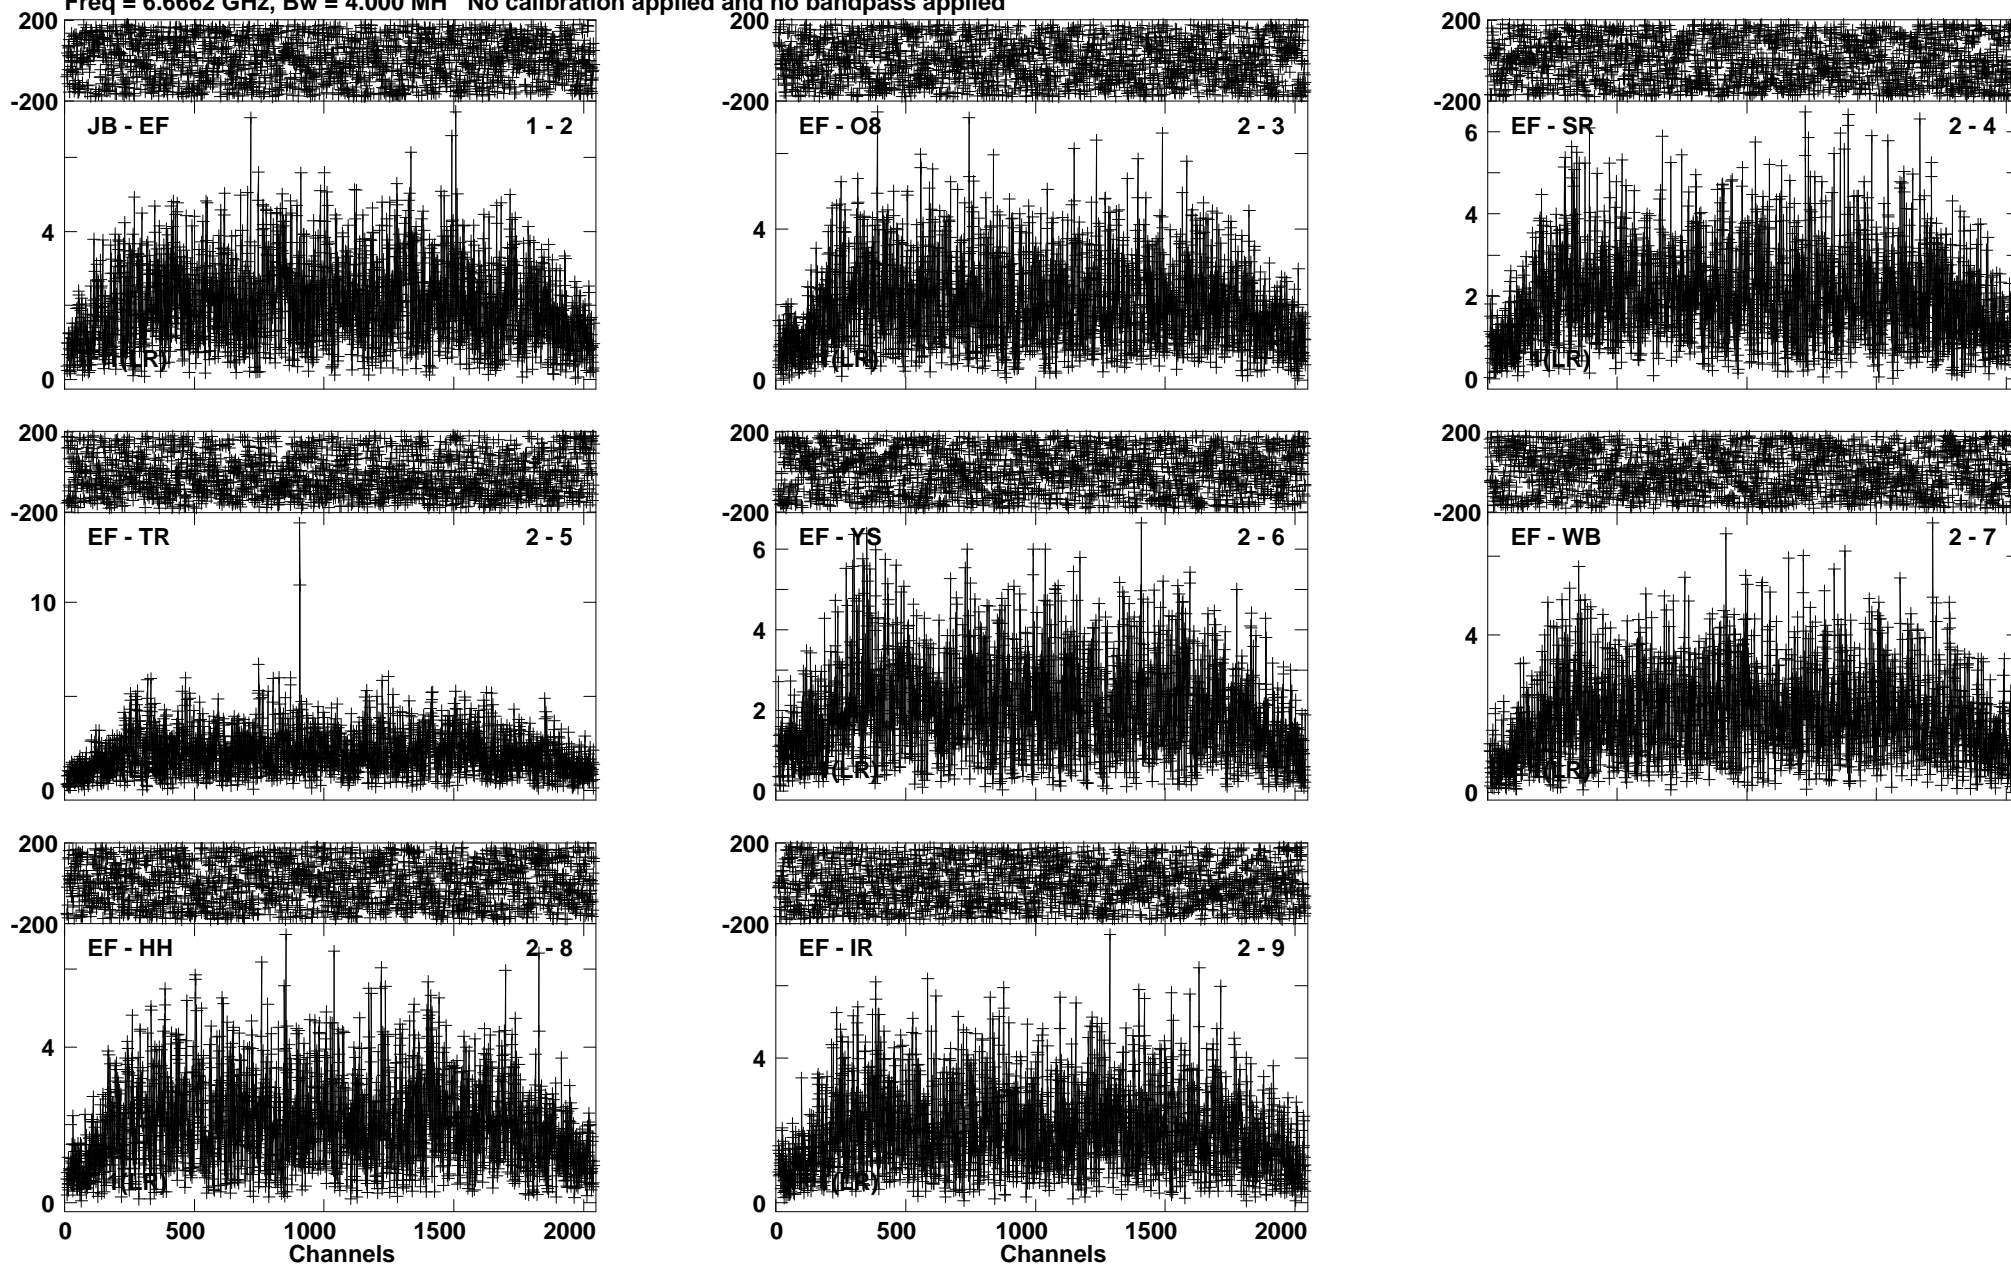 Freq = 6.6662 GHz, Bw = 4.000 MH No calibration applied and no bandpass applied
200 200 200
-200 -200 -200
JB - EF 1 - 2 EF - O8 2 - 3 EF - SR 2 - 4
6
4 4 4
2
(LR) (LR) (LR)
0 0 0
200 200 200
-200 -200 -200
EF - TR 2 - 5 EF - YS 2 - 6 EF - WB 2 - 7
6
10 4 4
2
(LR) (LR)
0 0 0
200 200
-200 -200
EF - HH 2 - 8 EF - IR 2 - 9
4 4
(LR) (LR)
0 0
0 500 1000 1500 2000 0 500 1000 1500 2000
Channels Channels